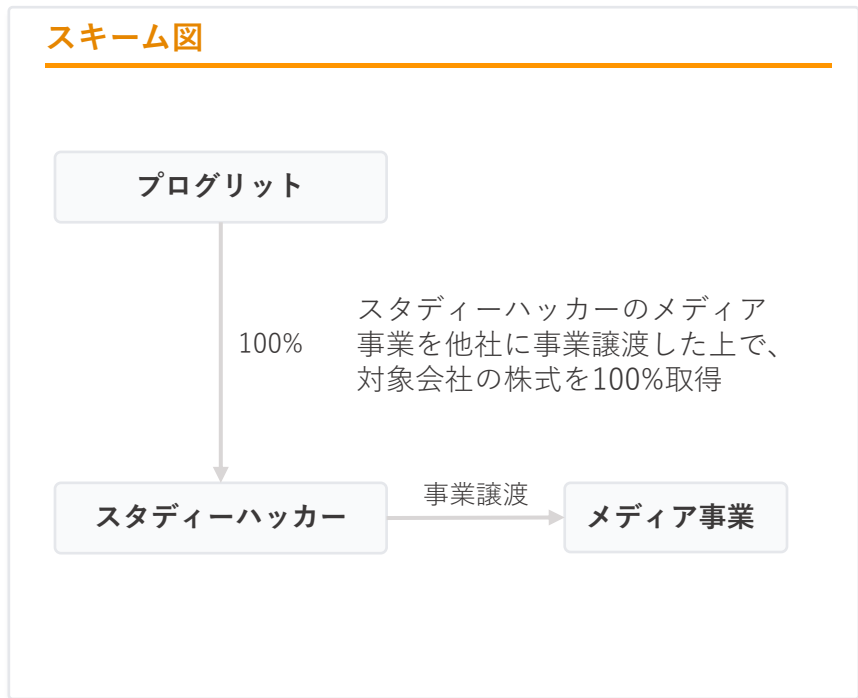 スキーム図
プログリット
100%
スタディーハッカーのメディア
事業を他社に事業譲渡した上で、
対象会社の株式を100%取得
スタディーハッカー
事業譲渡
メディア事業